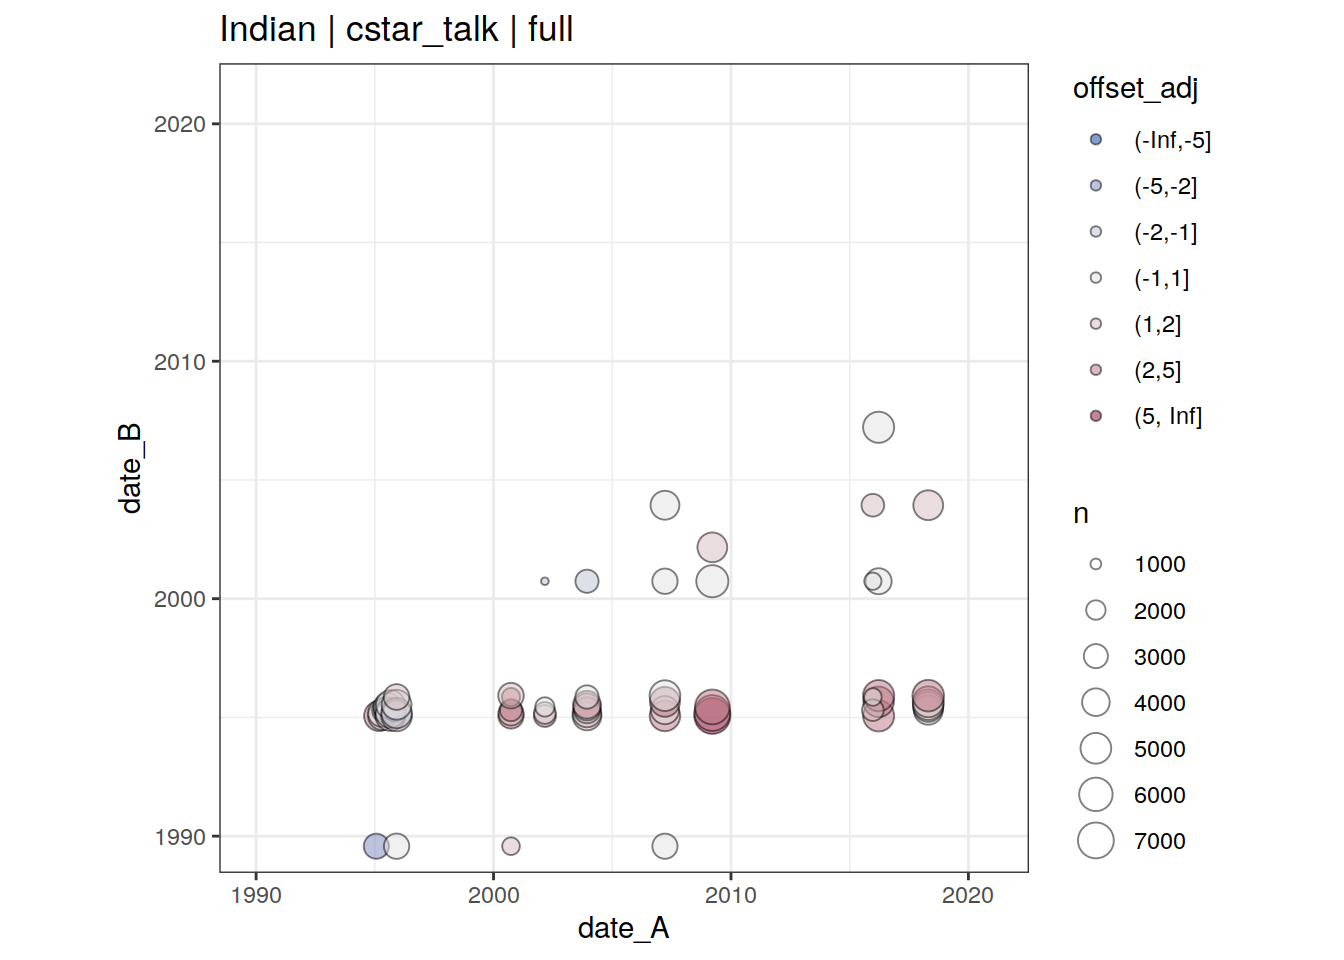 Indian | cstar_talk | full
offset_adj
(-Inf,-5]
(-5,-2]
(-2,-1]
(-1,1]
(1,2]
(2,5]
(5, Inf]
n
1000
2000
3000
4000
5000
6000
7000
date_B
2020
2010
2000
1990
1990
2000
2010
2020
date_A